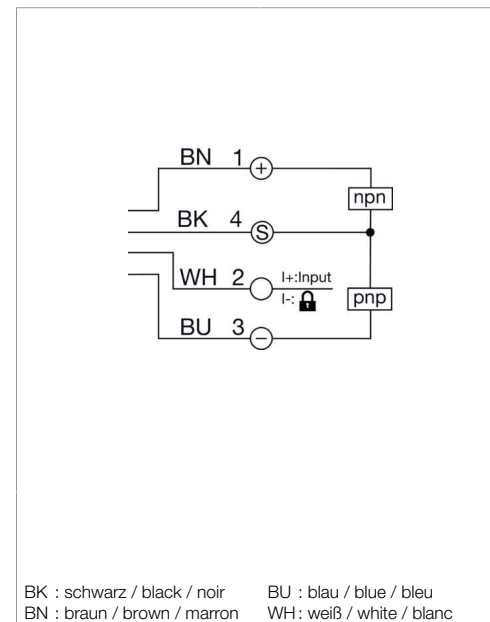 BN 1 +
npn
BK 4 S
WH 2 I+:Input
I-:
pnp
BU 3 −
BK : schwarz / black / noir BU : blau / blue / bleu
BN : braun / brown / marron WH : weiß / white / blanc